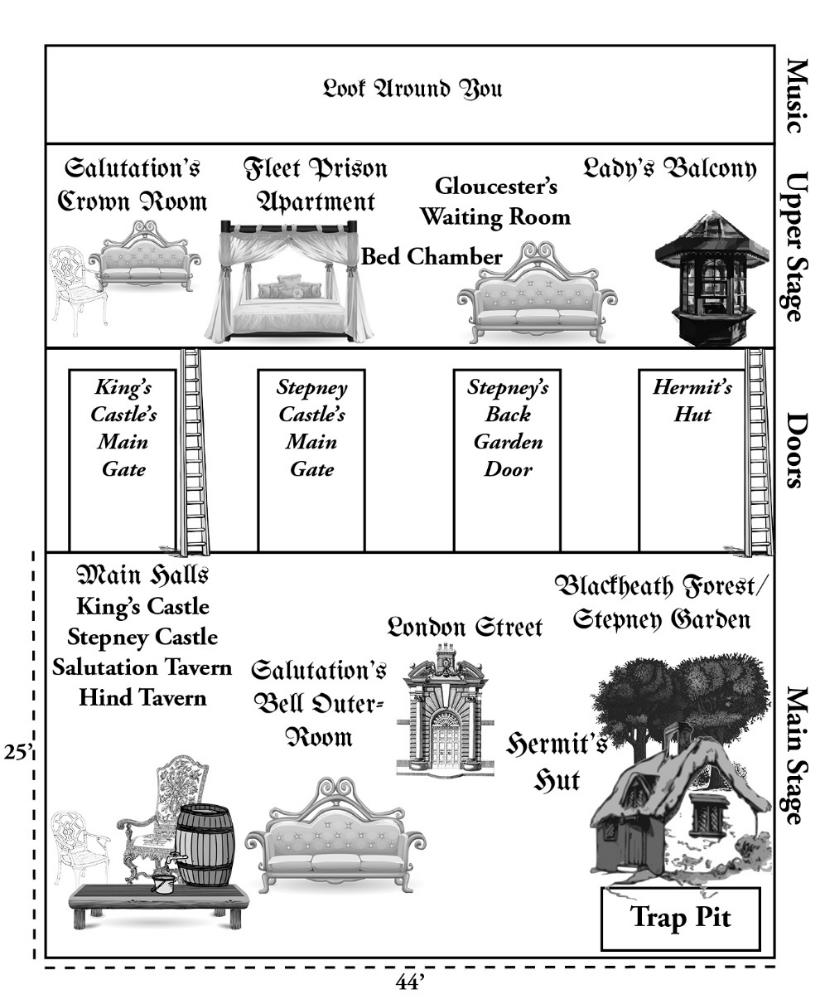 Look Around You
Music
Salutation's
Crown Room
Fleet Prison
Apartment
Gloucester's
Waiting Room
Bed Chamber
Lady's Balcony
Upper Stage
King's
Castle's
Main
Gate
Stepney
Castle's
Main
Gate
Stepney's
Back
Garden
Door
Hermit's
Hut
Doors
Main Halls
King's Castle
Stepney Castle
Salutation Tavern
Hind Tavern
Salutation's
Bell Outer-
Room
London Street
Blackheath Forest/
Stepney Garden
Hermit's
Hut
Trap Pit
Main Stage
25'
44'